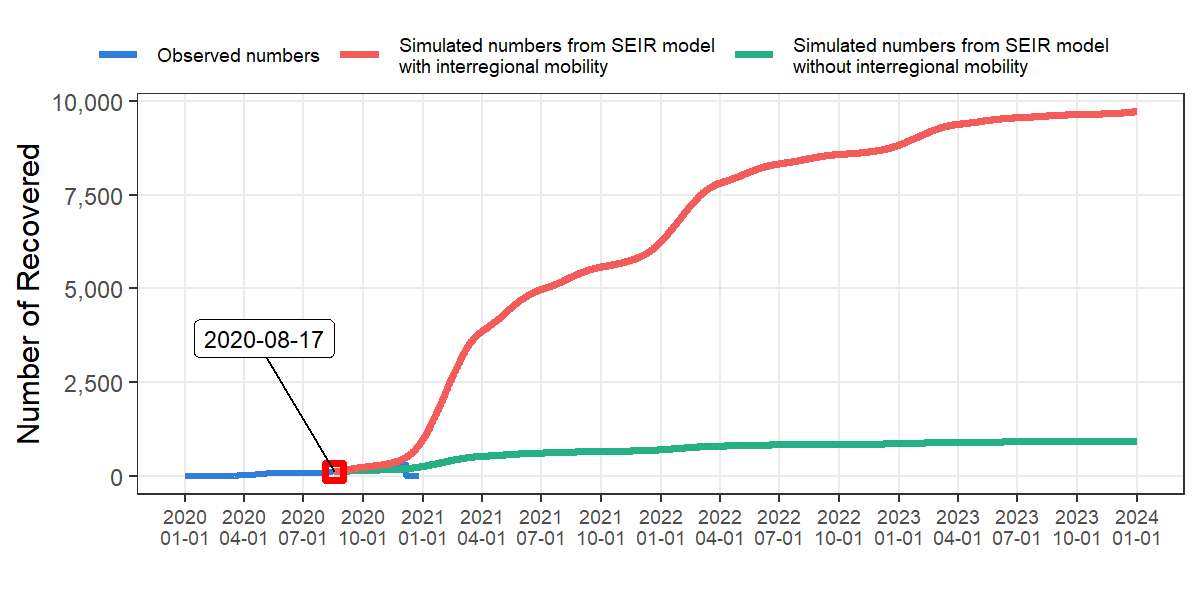 Observed numbers
Simulated numbers from SEIR model
with interregional mobility
Simulated numbers from SEIR model
without interregional mobility
Number of Recovered
10,000
7,500
5,000
2,500
0
2020-08-17
2020 2020 2020 2020 2021 2021 2021 2021 2022 2022 2022 2022 2023 2023 2023 2023 2024
01-01 04-01 07-01 10-01 01-01 04-01 07-01 10-01 01-01 04-01 07-01 10-01 01-01 04-01 07-01 10-01 01-01